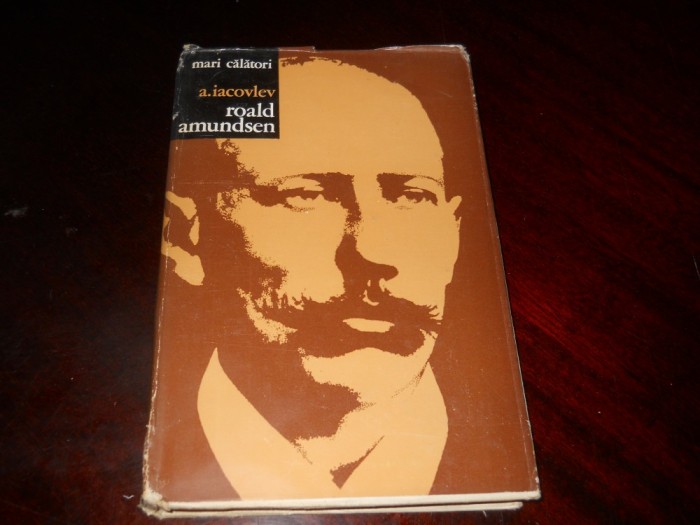 mari călători
a.iacovlev
roald
amundsen